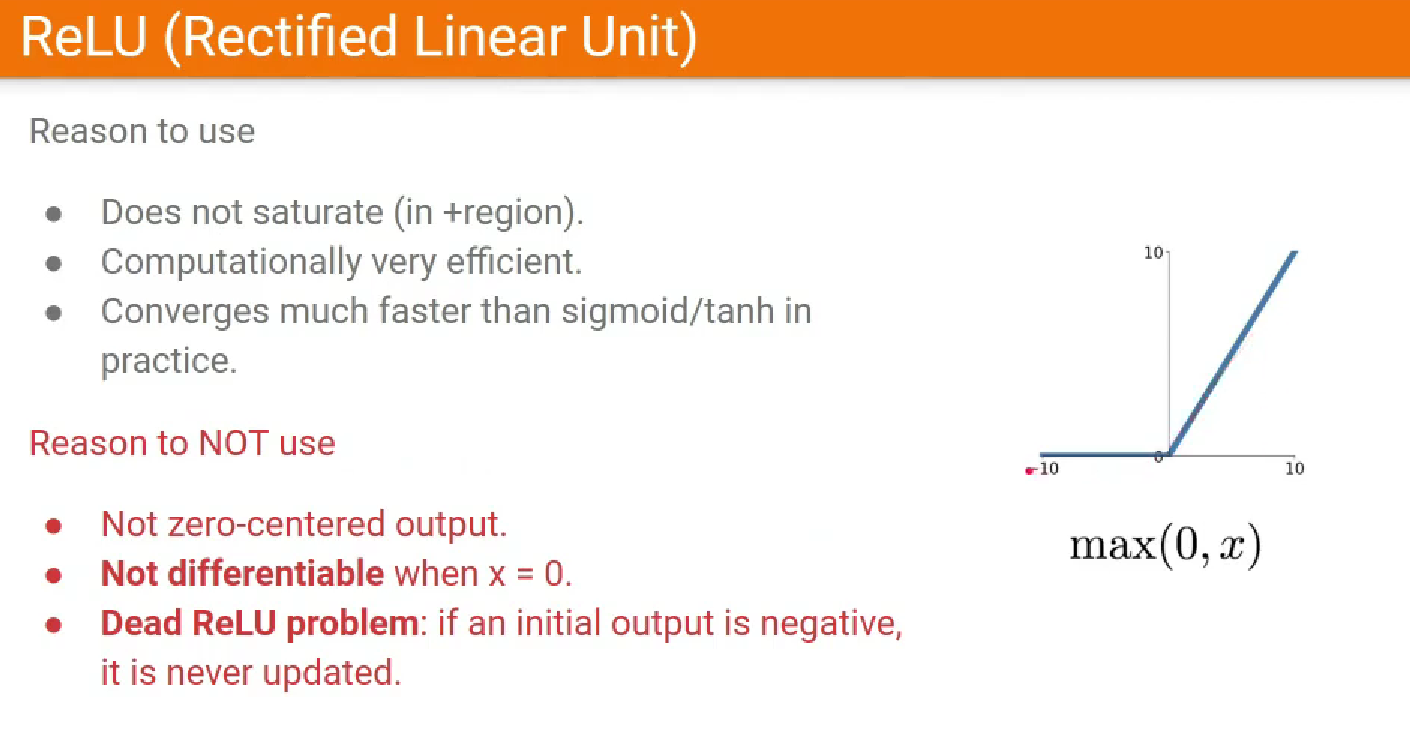 ReLU (Rectified Linear Unit)
Reason to use
● Does not saturate (in +region).
● Computationally very efficient.
● Converges much faster than sigmoid/tanh in
practice.
Reason to NOT use
● Not zero-centered output.
● Not differentiable when x = 0.
● Dead ReLU problem: if an initial output is negative,
it is never updated.
10
0
-10
10
max(0, x)